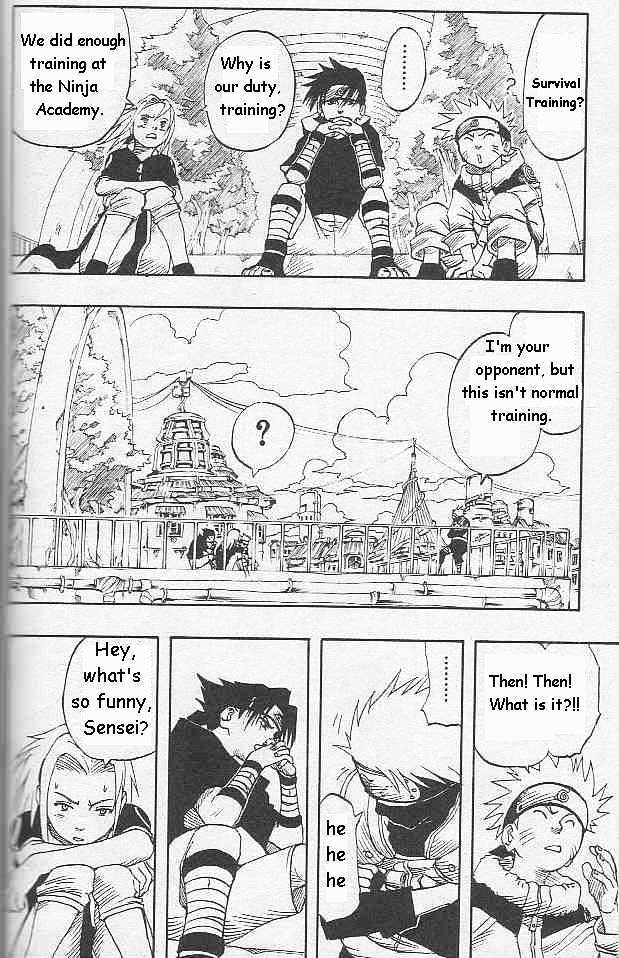 Survival
Training?
?
..........
Why is
our duty,
training?
We did enough
training at
the Ninja
Academy.
I'm your
opponent, but
this isn't normal
training.
?
Then! Then!
What is it?!!
..........
he
he
he
Hey,
what's
so funny,
Sensei?